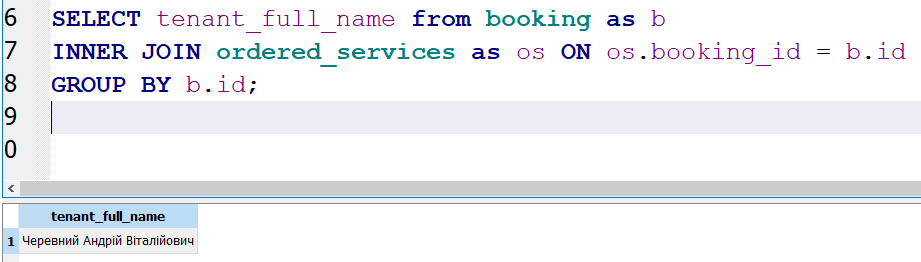 6 SELECT tenant_full_name from booking as b
7 INNER JOIN ordered_services as os ON os.booking_id = b.id
8 GROUP BY b.id;
9
0
<
tenant_full_name
1 Черевний Андрій Віталійович